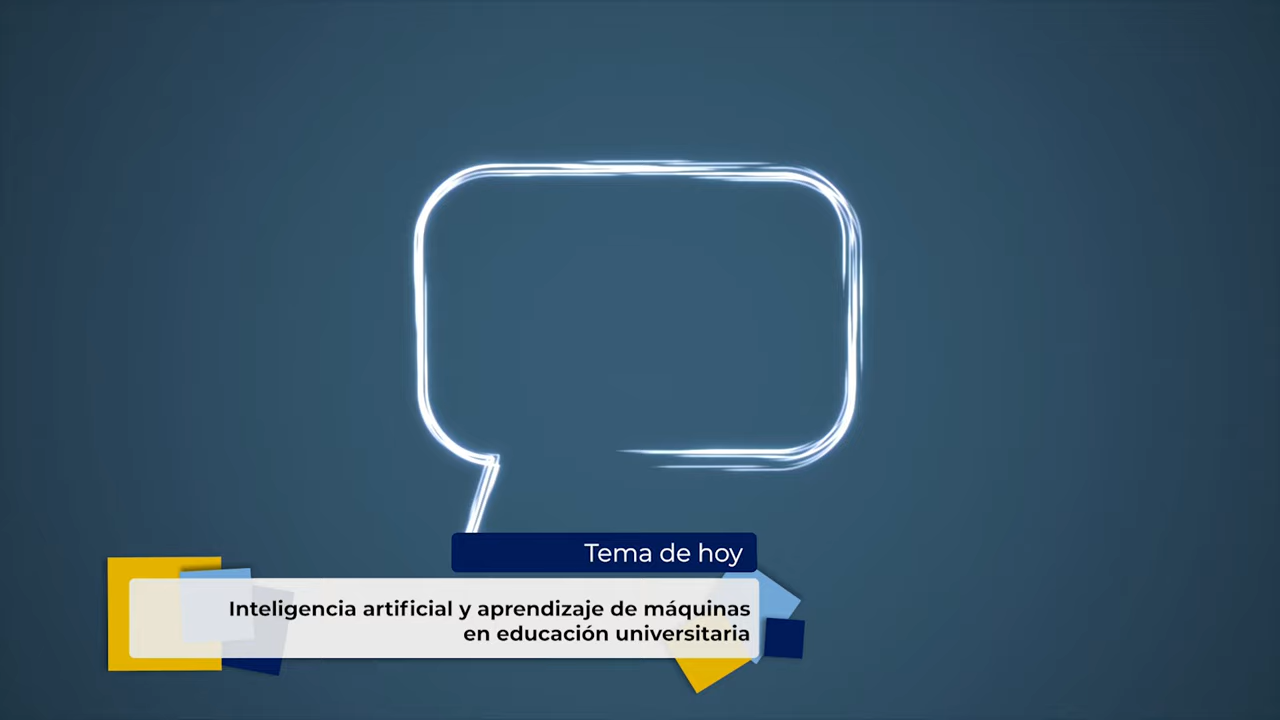 Tema de hoy
Inteligencia artificial y aprendizaje de máquinas
en educación universitaria